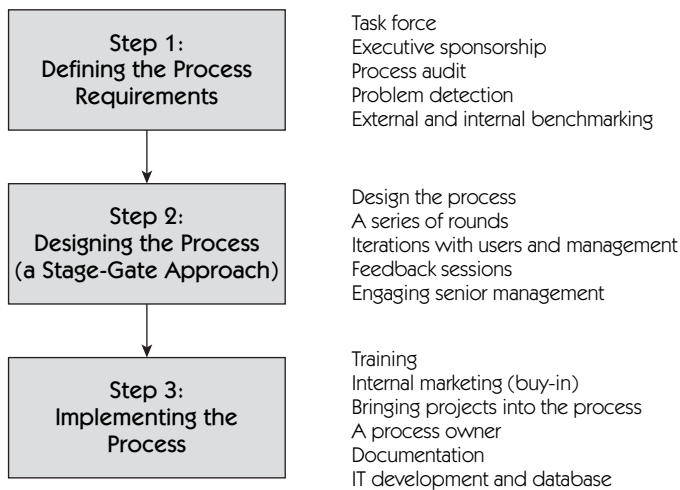 Step 1:
Defining the Process
Requirements
Task force
Executive sponsorship
Process audit
Problem detection
External and internal benchmarking
Step 2:
Designing the Process
(a Stage-Gate Approach)
Design the process
A series of rounds
Iterations with users and management
Feedback sessions
Engaging senior management
Step 3:
Implementing the
Process
Training
Internal marketing (buy-in)
Bringing projects into the process
A process owner
Documentation
IT development and database